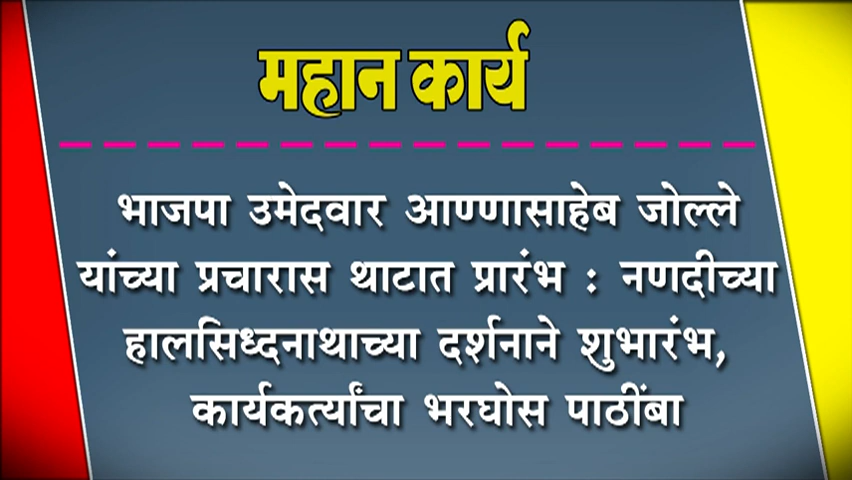 महान कार्य
भाजपा उमेदवार आण्णासाहेब जोल्ले
यांच्या प्रचारास थाटात प्रारंभ : नणदीच्या
हालसिध्दनाथाच्या दर्शनाने शुभारंभ,
कार्यकर्त्यांचा भरघोस पाठींबा